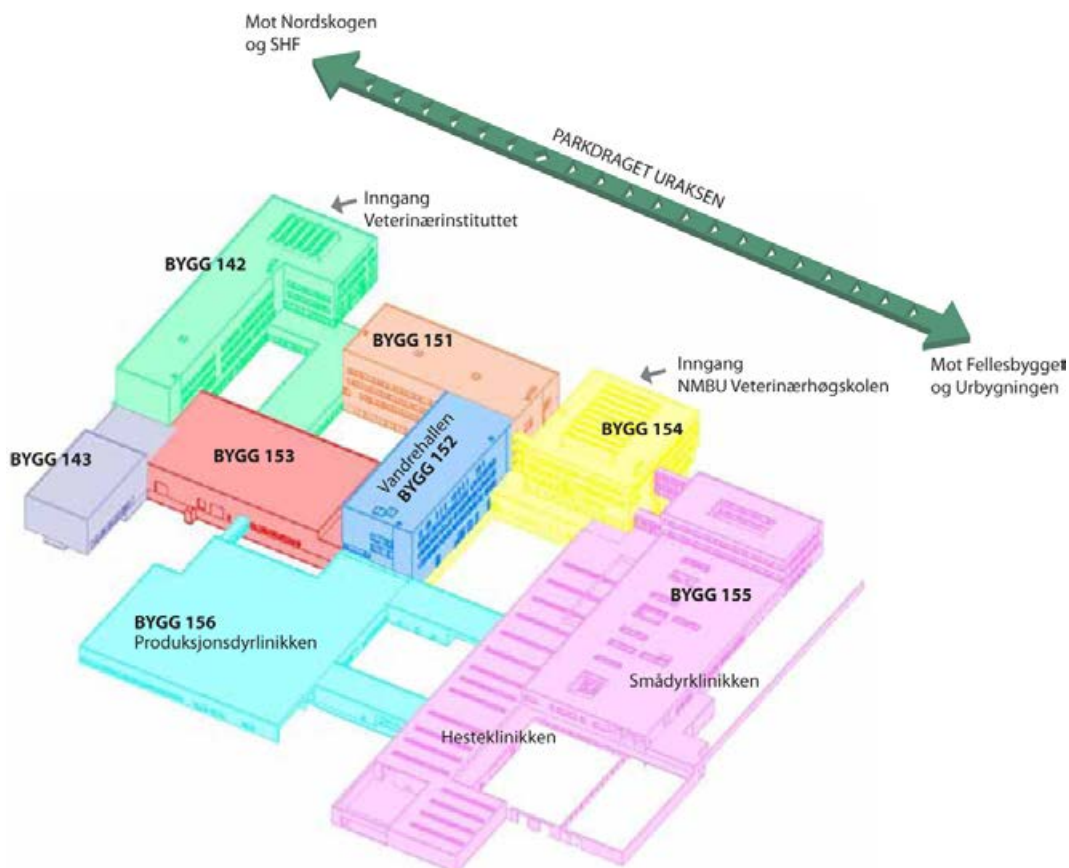 Mot Nordskogen
og SHF
PARKDRAGET URAKSEN
Inngang
Veterinærinstituttet
BYGG 142
BYGG 151
Mot Fellesbygget
og Urbygningen
Inngang
NMBU Veterinærhøgskolen
BYGG 154
BYGG 143
BYGG 153
Vandrehallen
BYGG 152
BYGG 155
BYGG 156
Produksjonsdyrlinikken
Smådyrklinikken
Hesteklinikken